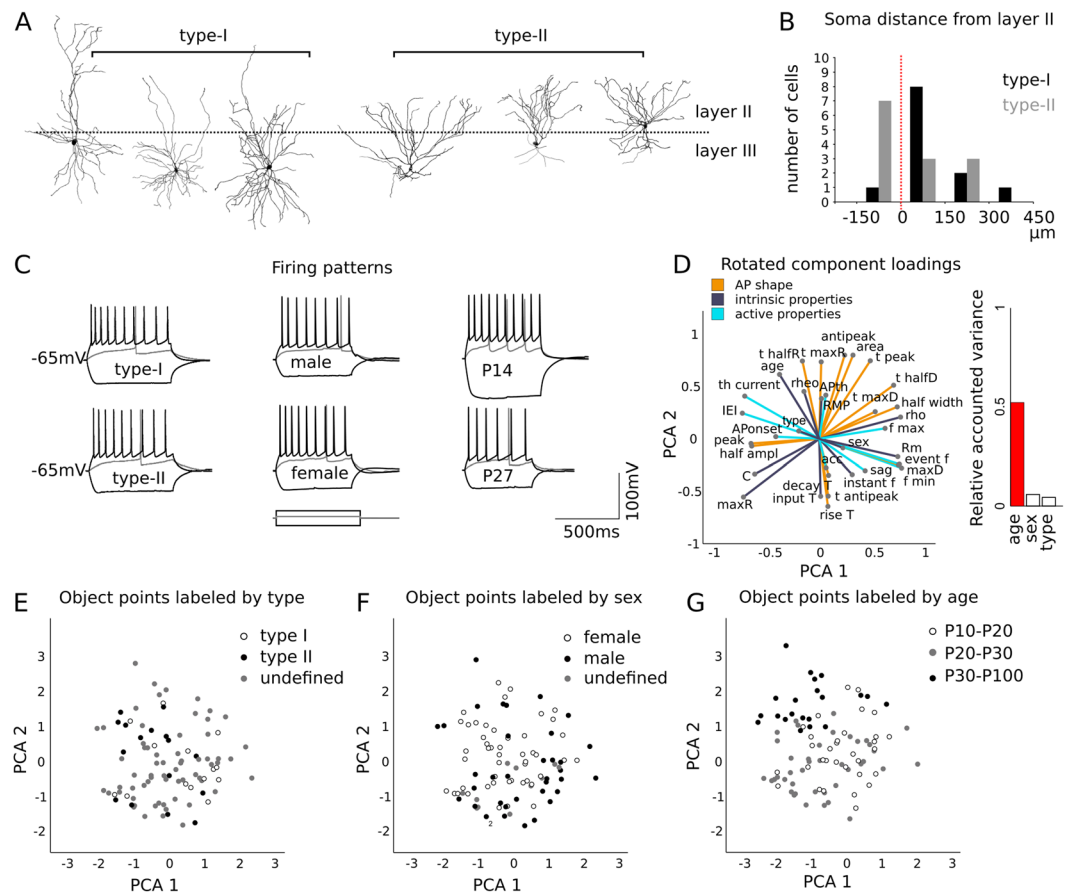 A
type-I
type-II
layer II
layer III
B
Soma distance from layer II
number of cells
10
9
8
7
6
5
4
3
2
1
0
type-I
type-II
-150
0
150
300
450
μm
C
Firing patterns
-65mV
type-I
male
P14
-65mV
type-II
female
P27
100mV
500ms
D
Rotated component loadings
AP shape
intrinsic properties
active properties
1
0.5
0
-0.5
-1
PCA 2
antipeak
t halfR
t maxR
area
age
t peak
th current
rheo
APth
t halfD
IEI
RMP
t maxD
half width
type
rho
APonset
f max
peak
sex
half ampl
Rm
acc
event f
C
sag
maxD
decay T
instant f
f min
maxR
input T
t antipeak
rise T
-1
-0.5
0
0.5
1
PCA 1
Relative accounted variance
1
0.5
0
age
sex
type
E
Object points labeled by type
type I
type II
undefined
3
2
1
0
-1
-2
PCA 2
-3
-2
-1
0
1
2
3
PCA 1
F
Object points labeled by sex
female
male
undefined
3
2
1
0
-1
-2
PCA 2
2
-3
-2
-1
0
1
2
3
PCA 1
G
Object points labeled by age
P10-P20
P20-P30
P30-P100
3
2
1
0
-1
-2
PCA 2
-3
-2
-1
0
1
2
3
PCA 1